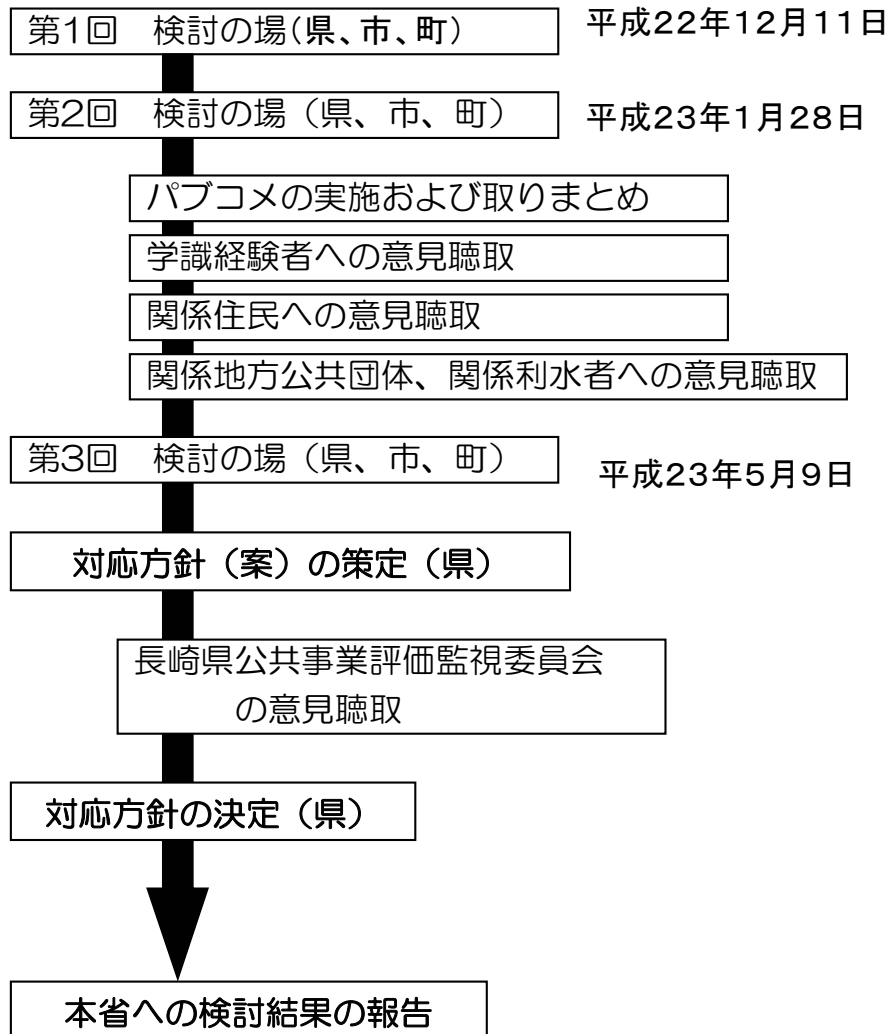 第1回　検討の場(県、市、町)　平成22年12月11日
第2回　検討の場（県、市、町）　平成23年1月28日
パブコメの実施および取りまとめ
学識経験者への意見聴取
関係住民への意見聴取
関係地方公共団体、関係利水者への意見聴取
第3回　検討の場（県、市、町）　平成23年5月9日
対応方針（案）の策定（県）
長崎県公共事業評価監視委員会
の意見聴取
対応方針の決定（県）
本省への検討結果の報告